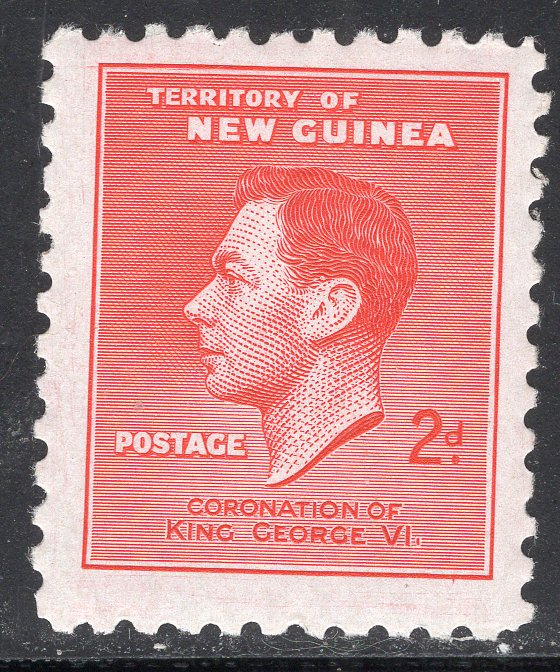 TERRITORY OF
NEW GUINEA
POSTAGE
2d.
CORONATION OF
KING GEORGE VI.